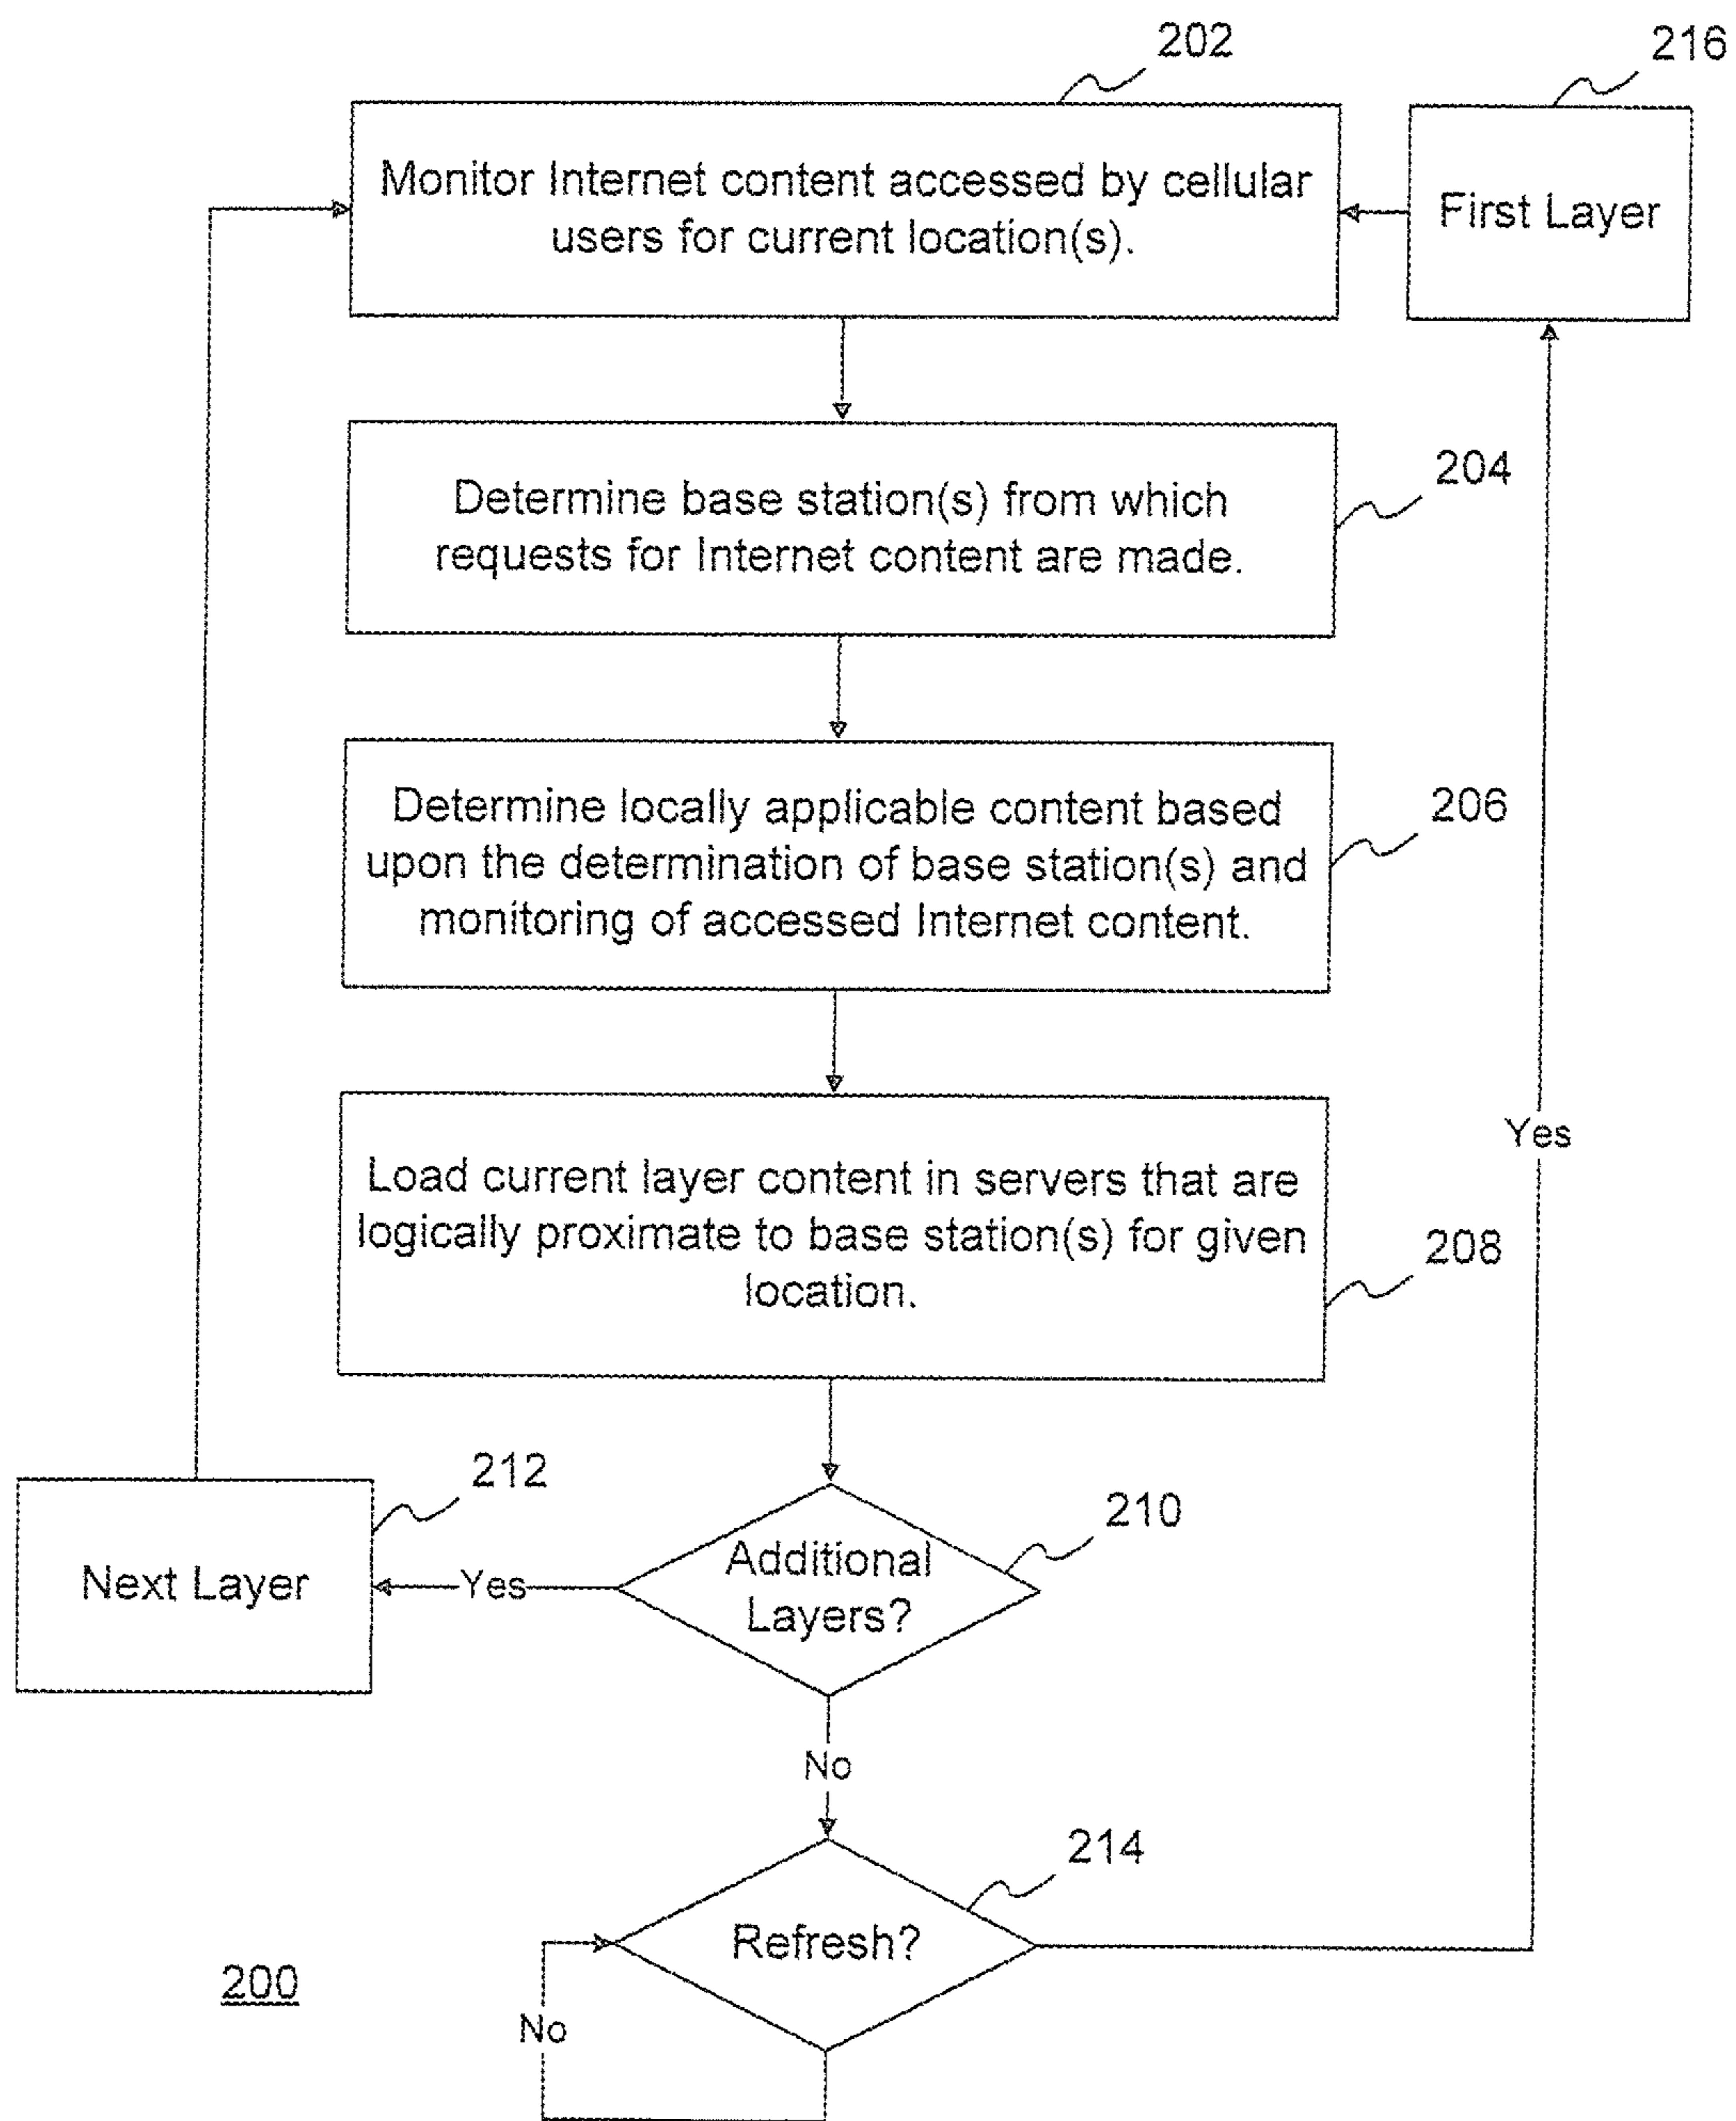 202
216
Monitor Internet content accessed by cellular
users for current location(s).
First Layer
204
Determine base station(s) from which
requests for Internet content are made.
206
Determine locally applicable content based
upon the determination of base station(s) and
monitoring of accessed Internet content.
Yes
Load current layer content in servers that are
logically proximate to base station(s) for given
location.
208
212
210
Next Layer
Yes
Additional
Layers?
No
214
Refresh?
200
No